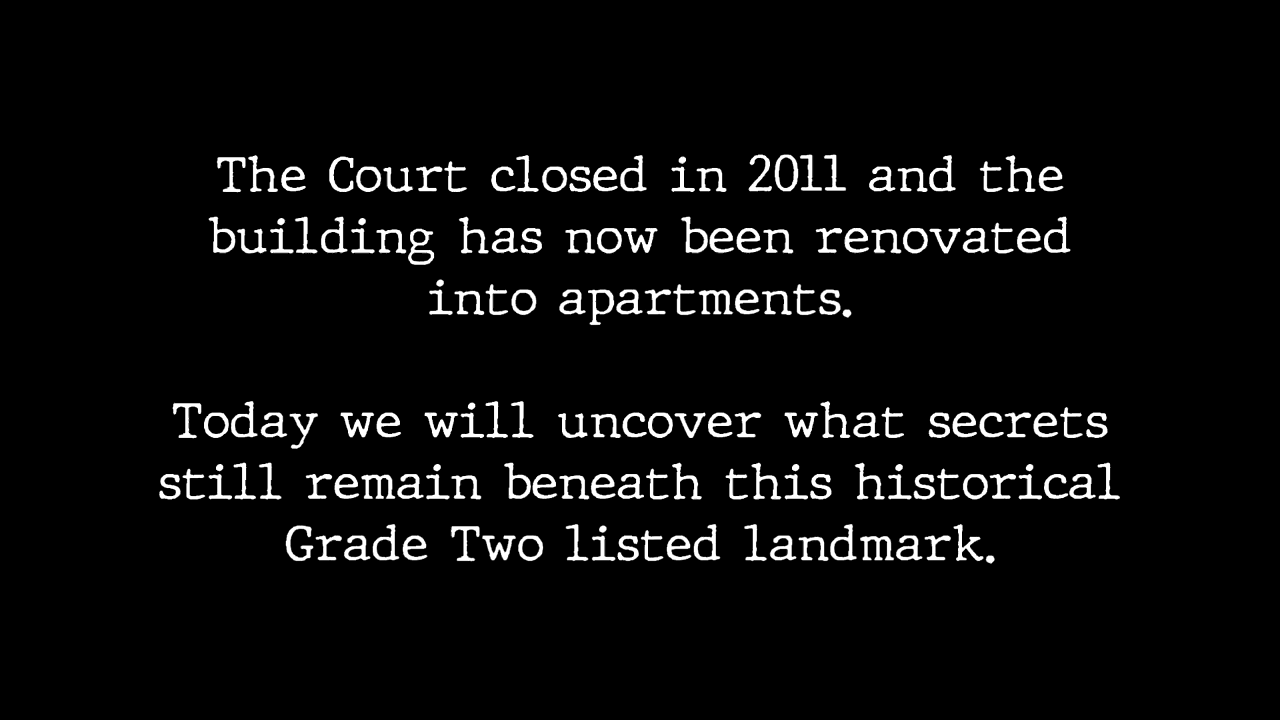 The Court closed in 2011 and the
building has now been renovated
into apartments.
Today we will uncover what secrets
still remain beneath this historical
Grade Two listed landmark.